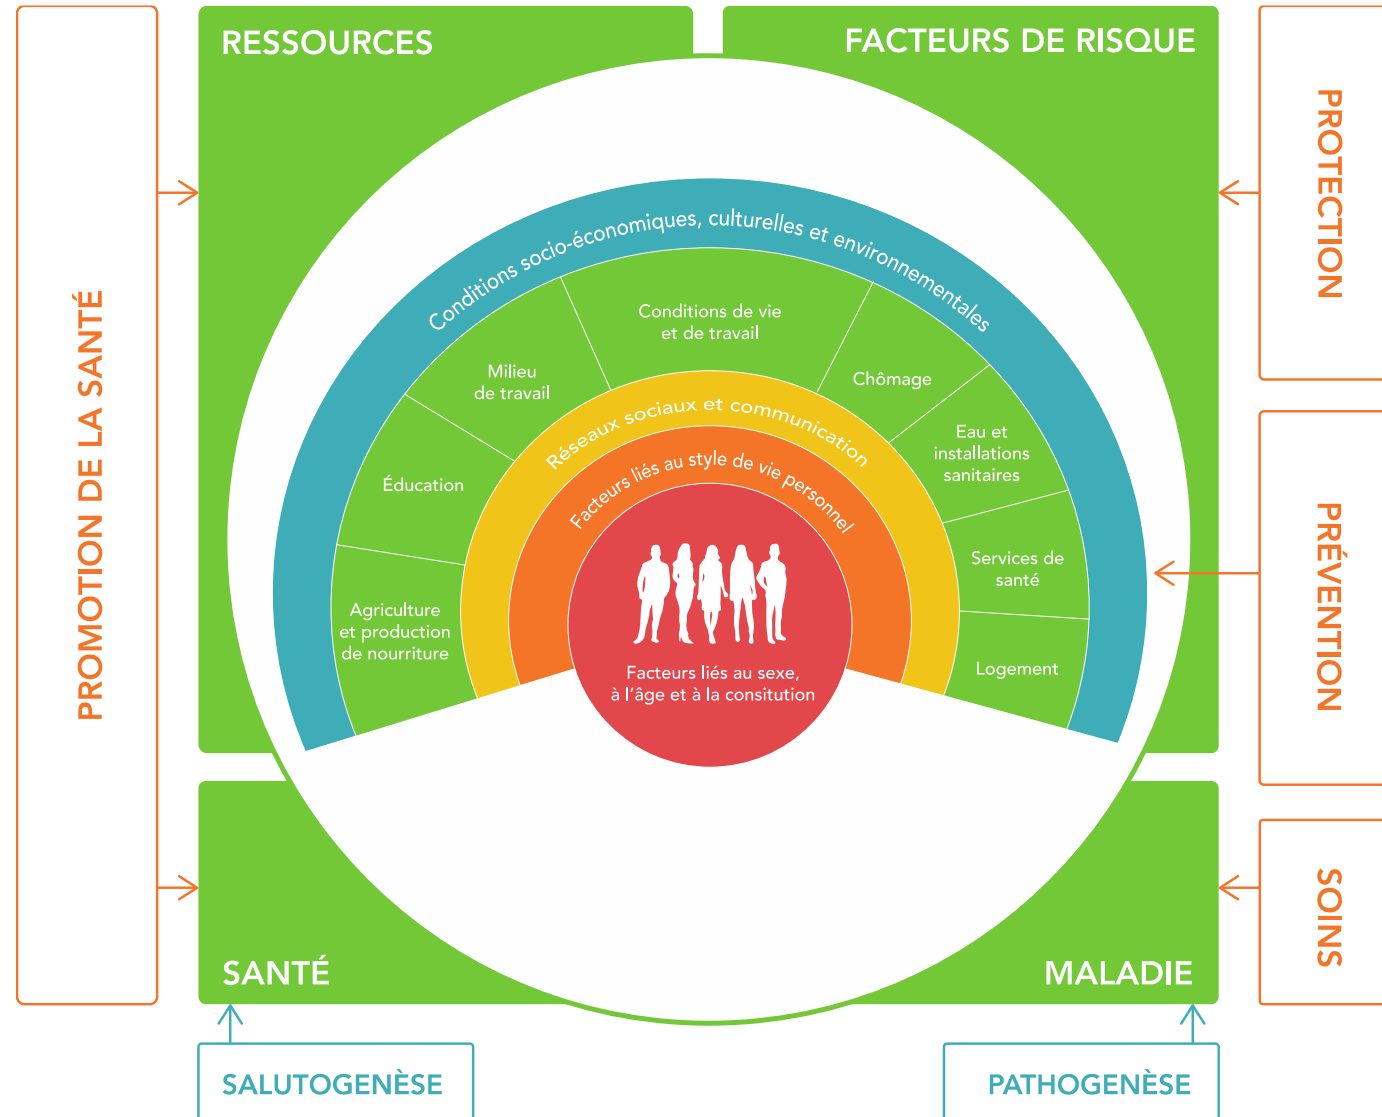 RESSOURCES
FACTEURS DE RISQUE
PROMOTION DE LA SANTÉ
PROTECTION
PRÉVENTION
SOINS
Conditions socio-économiques, culturelles et environnementales
Conditions de vie
et de travail
Milieu
de travail
Chômage
Éducation
Eau et
installations
sanitaires
Agriculture
et production
de nourriture
Services de
santé
Logement
Réseaux sociaux et communication
Facteurs liés au style de vie personnel
Facteurs liés au sexe,
à l'âge et à la consitution
SANTÉ
MALADIE
SALUTOGENÈSE
PATHOGENÈSE